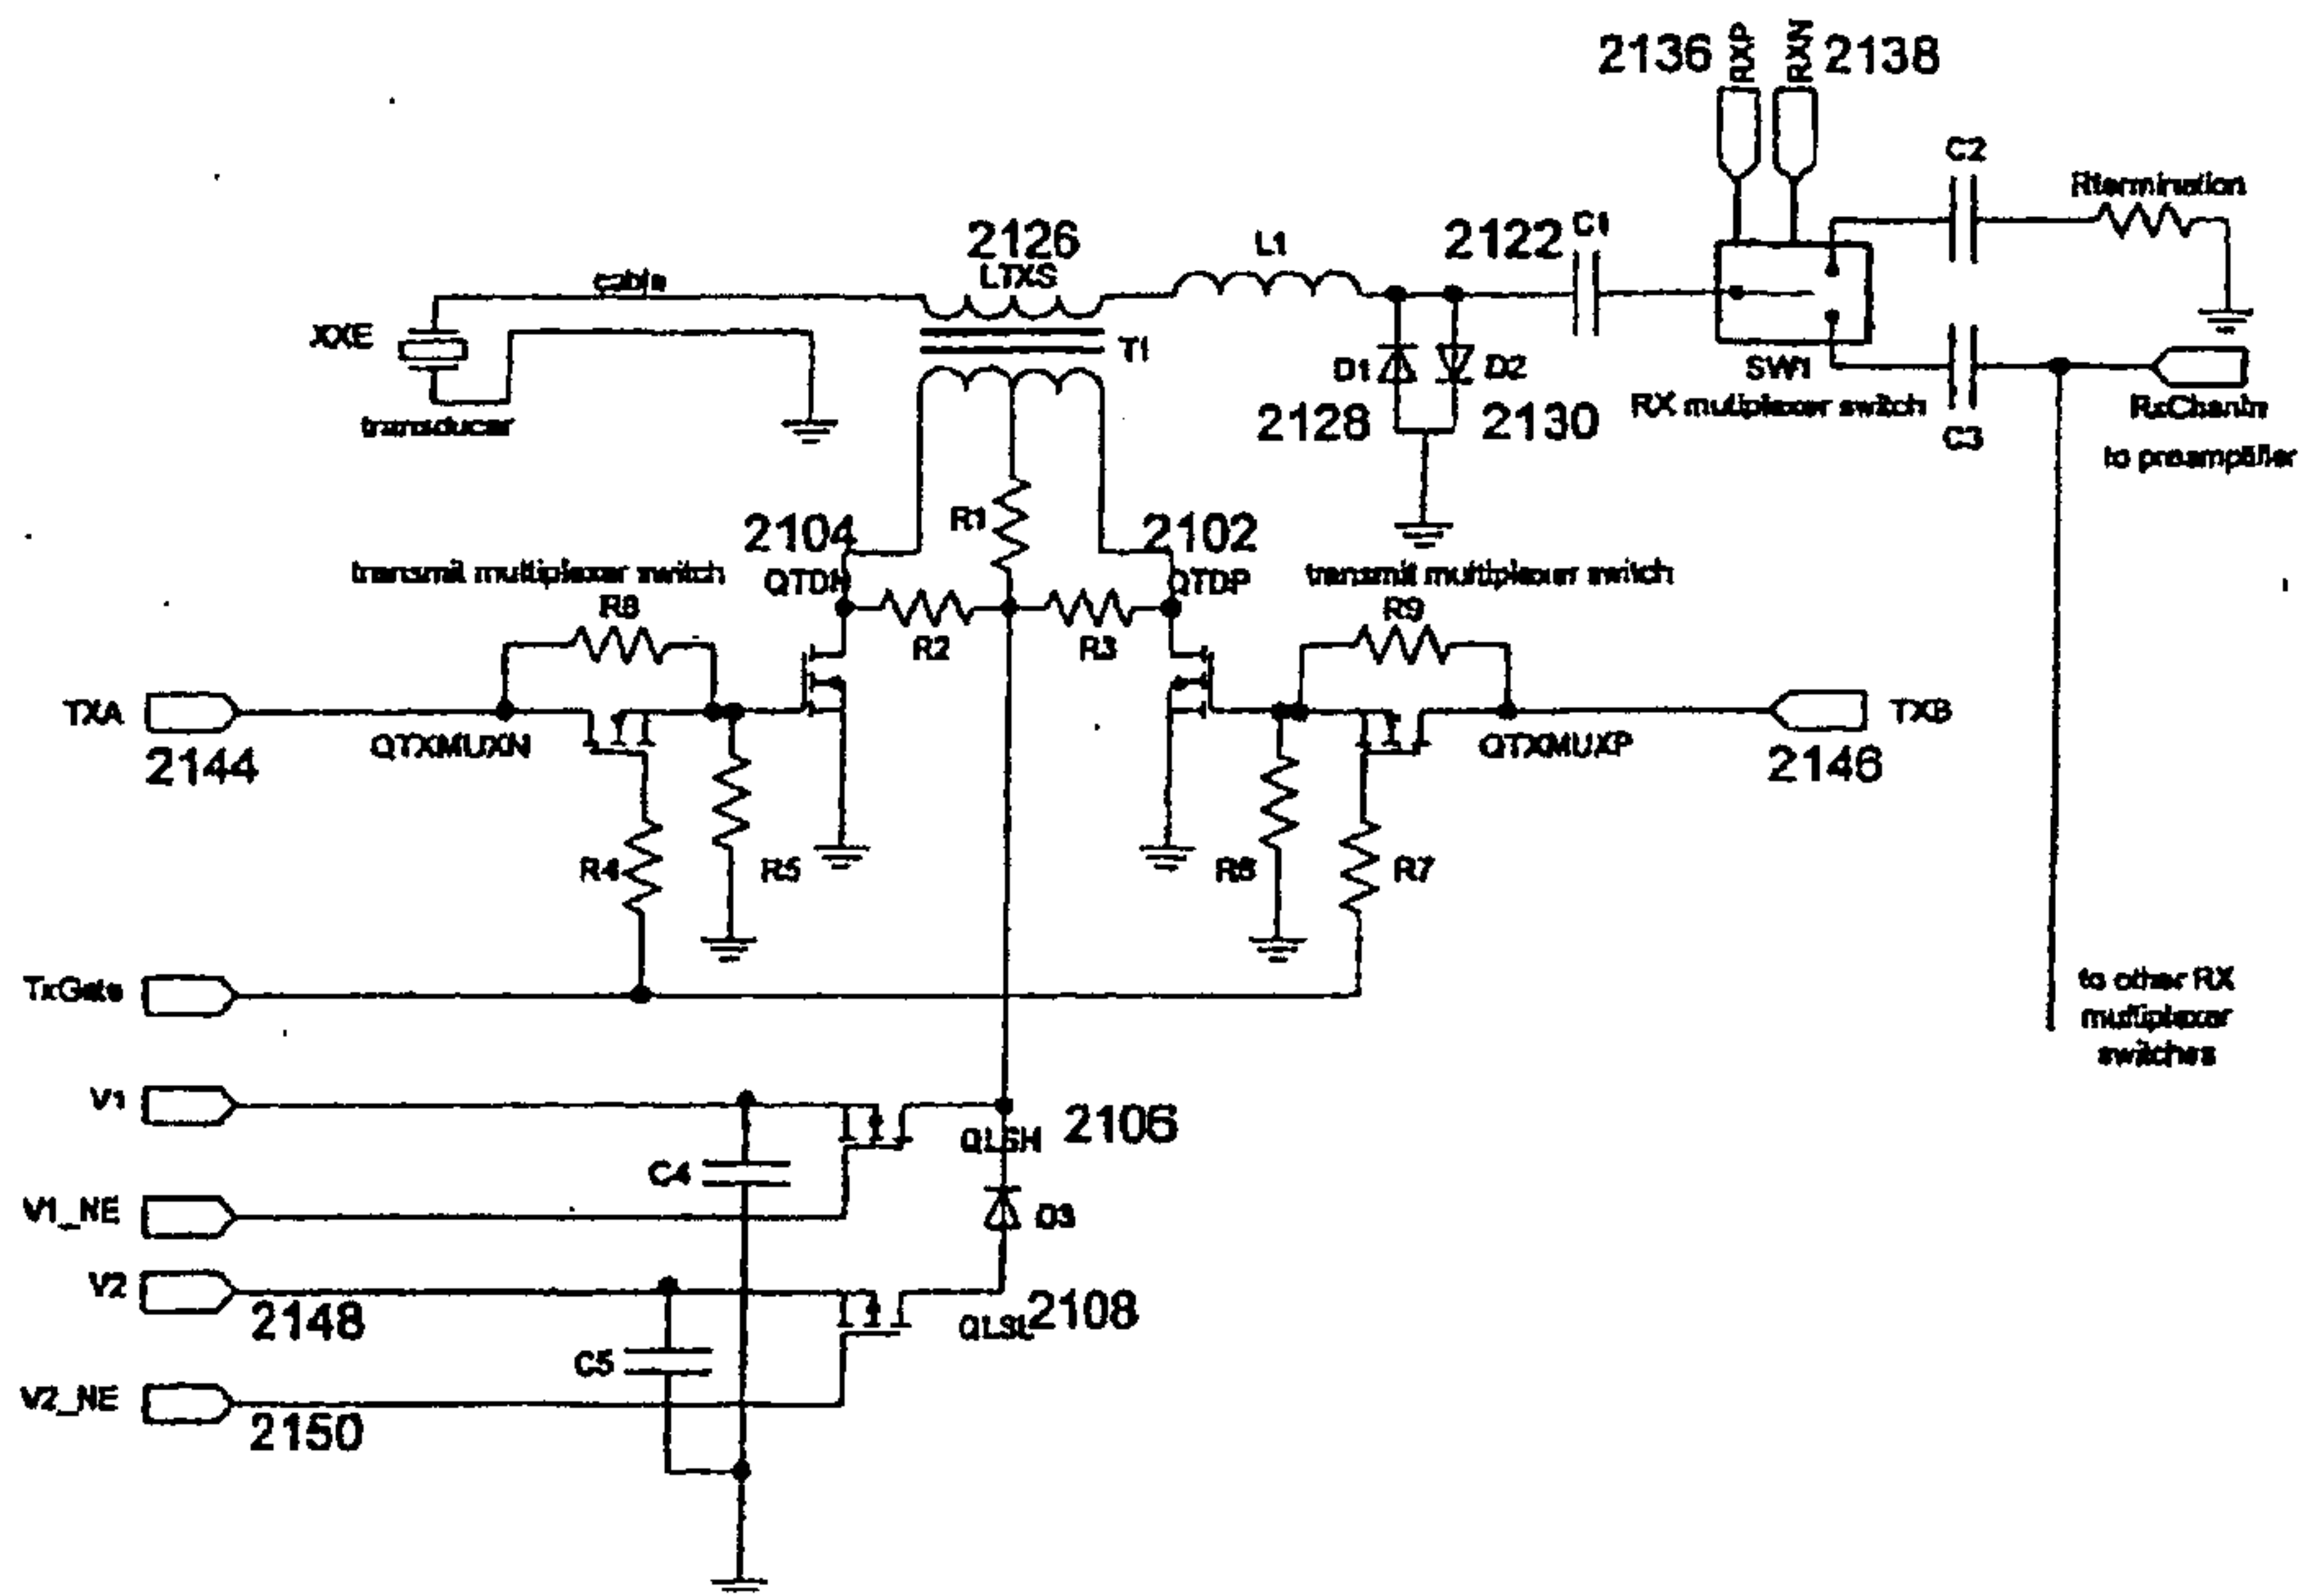 2136 RXP RXN 2138
C2
Rtermination
2126
LTXS
L1
2122 C1
cable
XXE
T1
D1 D2
SW1
2128 2130
RX mutiplexer switch
RxChanIn
transducer
C3
to preamplifier
2104 R1 2102
transmit multiplexer switch
QTDN QTDP
transmit multiplexer switch
R8 R9
R2 R3
TXA TXB
QTXMUXN QTXMUXP
2144 2146
R4 R5 R6 R7
TxGate
to other RX
multiplexer
switches
V1
QLSH 2106
C4
V1_NE
D3
V2
2148
QLSL 2108
C5
V2_NE
2150